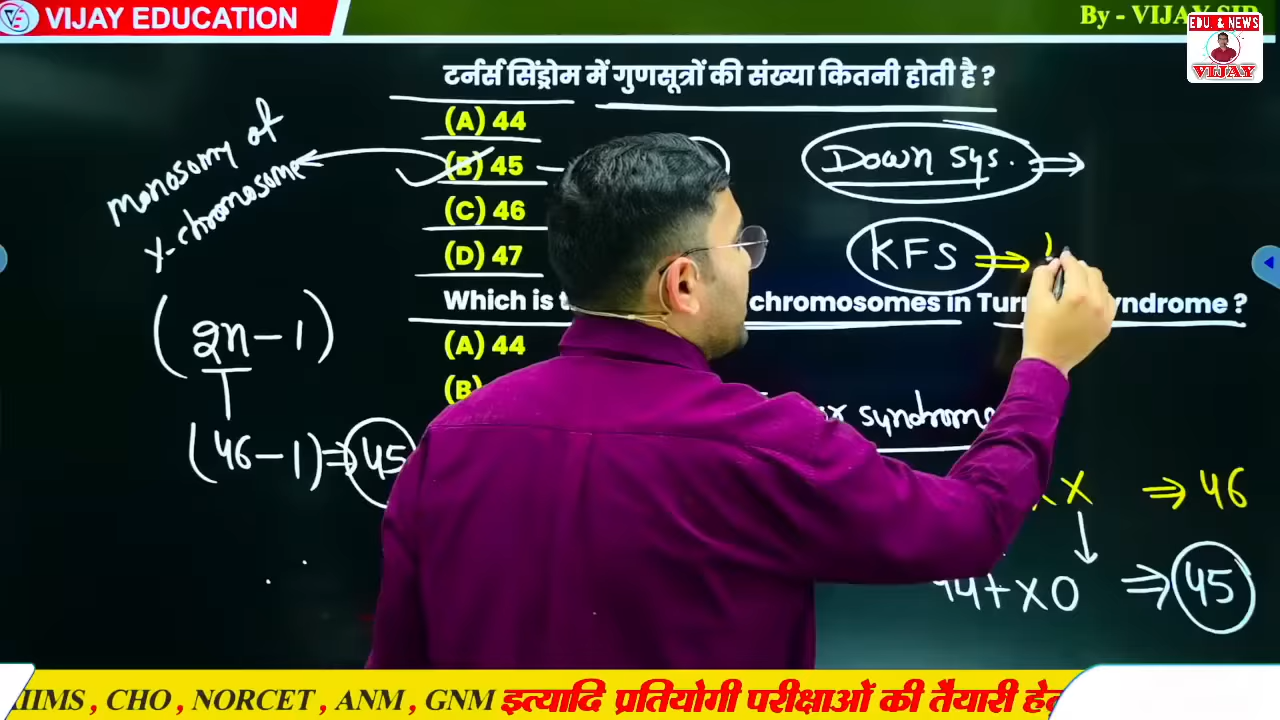 VIJAY EDUCATION
By - VIJAY SIR
EDU. & NEWS
VIJAY
टर्नर्स सिंड्रोम में गुणसूत्रों की संख्या कितनी होती है ?
(A) 44
(B) 45
(C) 46
(D) 47
Which is chromosomes in yndrome ?
(A) 44
(B)
Monosomy of
X-chromosome
(2n-1)
(46-1)⇒45
Down sys. ⇒
KFS ⇒
syndrome
X ⇒ 46
44+XO ⇒ 45
IIMS , CHO , NORCET , ANM , GNM इत्यादि प्रतियोगी परीक्षाओं की तैयारी